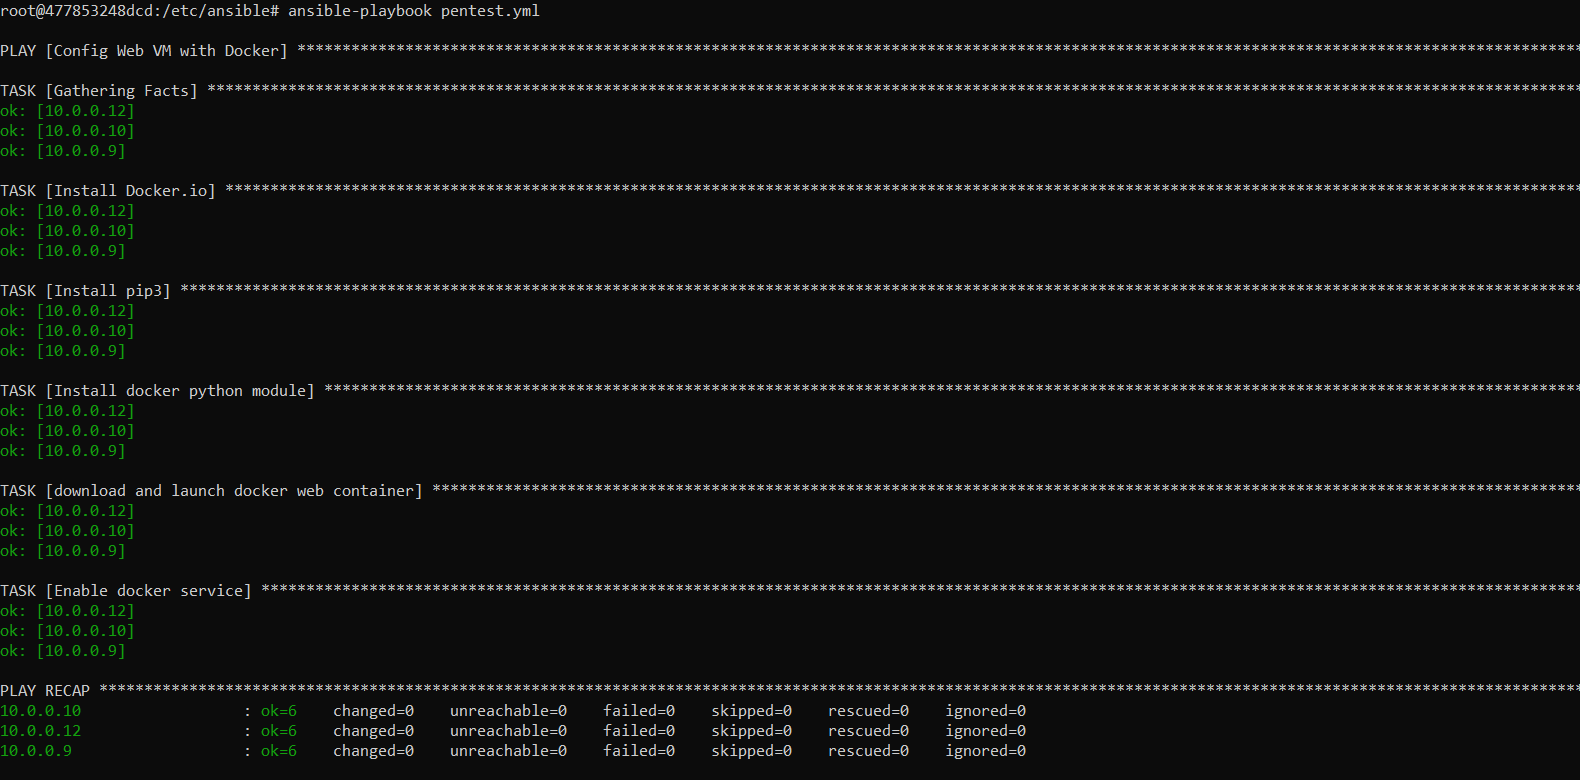 root@477853248dcd:/etc/ansible# ansible-playbook pentest.yml
PLAY [Config Web VM with Docker] **********************************************************************************************************************************************
TASK [Gathering Facts] *********************************************************************************************************************************************************
ok: [10.0.0.12]
ok: [10.0.0.10]
ok: [10.0.0.9]
TASK [Install Docker.io] *******************************************************************************************************************************************************
ok: [10.0.0.12]
ok: [10.0.0.10]
ok: [10.0.0.9]
TASK [Install pip3] ************************************************************************************************************************************************************
ok: [10.0.0.12]
ok: [10.0.0.10]
ok: [10.0.0.9]
TASK [Install docker python module] ********************************************************************************************************************************************
ok: [10.0.0.12]
ok: [10.0.0.10]
ok: [10.0.0.9]
TASK [download and launch docker web container] ********************************************************************************************************************************
ok: [10.0.0.12]
ok: [10.0.0.10]
ok: [10.0.0.9]
TASK [Enable docker service] ***************************************************************************************************************************************************
ok: [10.0.0.12]
ok: [10.0.0.10]
ok: [10.0.0.9]
PLAY RECAP *********************************************************************************************************************************************************************
10.0.0.10                  : ok=6    changed=0    unreachable=0    failed=0    skipped=0    rescued=0    ignored=0
10.0.0.12                  : ok=6    changed=0    unreachable=0    failed=0    skipped=0    rescued=0    ignored=0
10.0.0.9                   : ok=6    changed=0    unreachable=0    failed=0    skipped=0    rescued=0    ignored=0